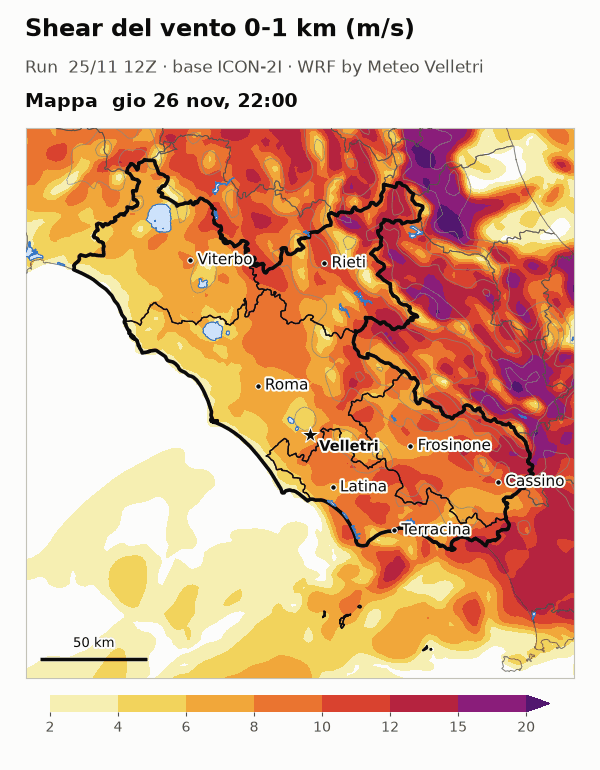 Shear del vento 0-1 km (m/s)
Run  25/11 12Z · base ICON-2I · WRF by Meteo Velletri
Mappa  gio 26 nov, 22:00
Viterbo
Rieti
Roma
Velletri
Frosinone
Cassino
Latina
Terracina
50 km
2 4 6 8 10 12 15 20